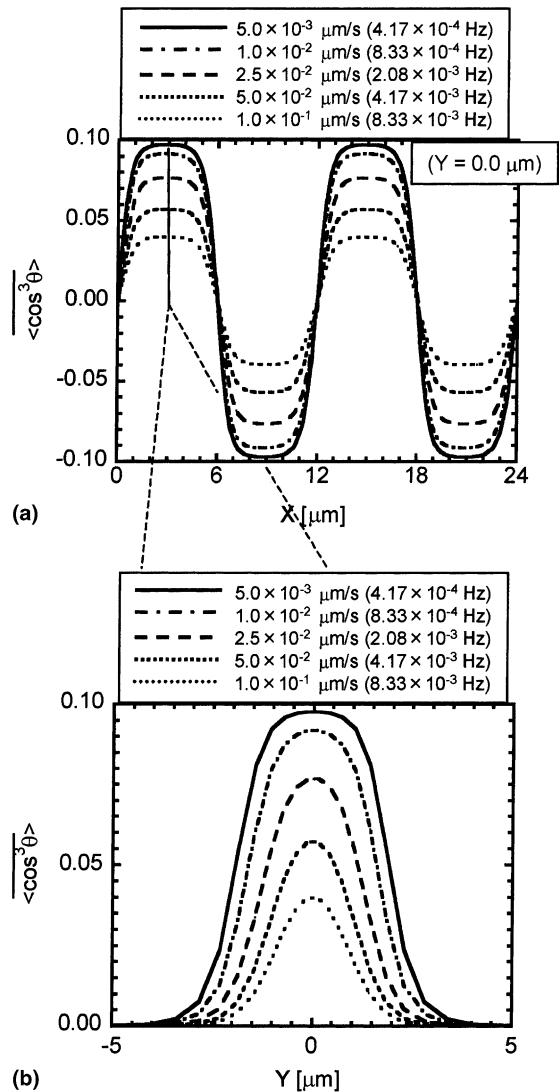 5.0 × 10⁻³ μm/s (4.17 × 10⁻⁴ Hz)
1.0 × 10⁻² μm/s (8.33 × 10⁻⁴ Hz)
2.5 × 10⁻² μm/s (2.08 × 10⁻³ Hz)
5.0 × 10⁻² μm/s (4.17 × 10⁻³ Hz)
1.0 × 10⁻¹ μm/s (8.33 × 10⁻³ Hz)
0.10
(Y = 0.0 μm)
0.05
0.00
<cos³θ>
-0.05
-0.10
0 6 12 18 24
(a)
X [μm]
5.0 × 10⁻³ μm/s (4.17 × 10⁻⁴ Hz)
1.0 × 10⁻² μm/s (8.33 × 10⁻⁴ Hz)
2.5 × 10⁻² μm/s (2.08 × 10⁻³ Hz)
5.0 × 10⁻² μm/s (4.17 × 10⁻³ Hz)
1.0 × 10⁻¹ μm/s (8.33 × 10⁻³ Hz)
0.10
0.05
<cos³θ>
0.00
-5 0 5
(b)
Y [μm]